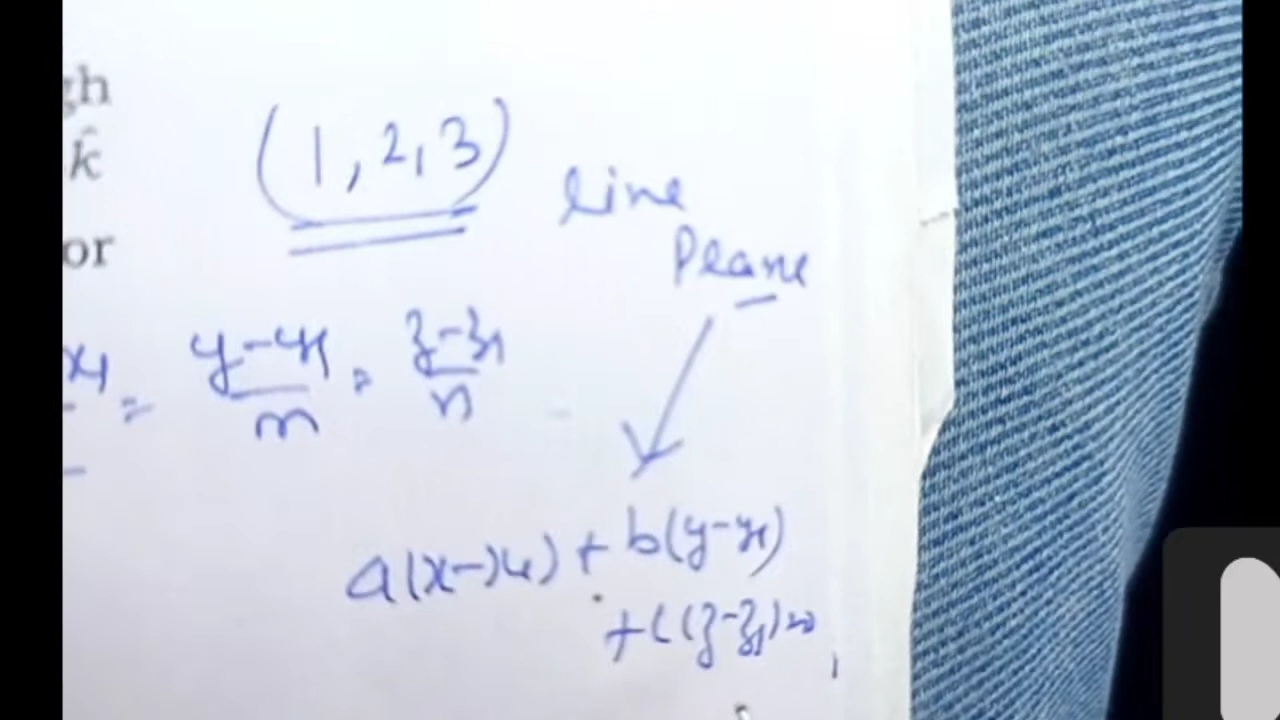 gh
k̂
or
(1, 2, 3)
line
Plane
x₁ = y-y₁/m = z-z₁/n
a(x-x₁) + b(y-y₁)
+c(z-z₁)=0,